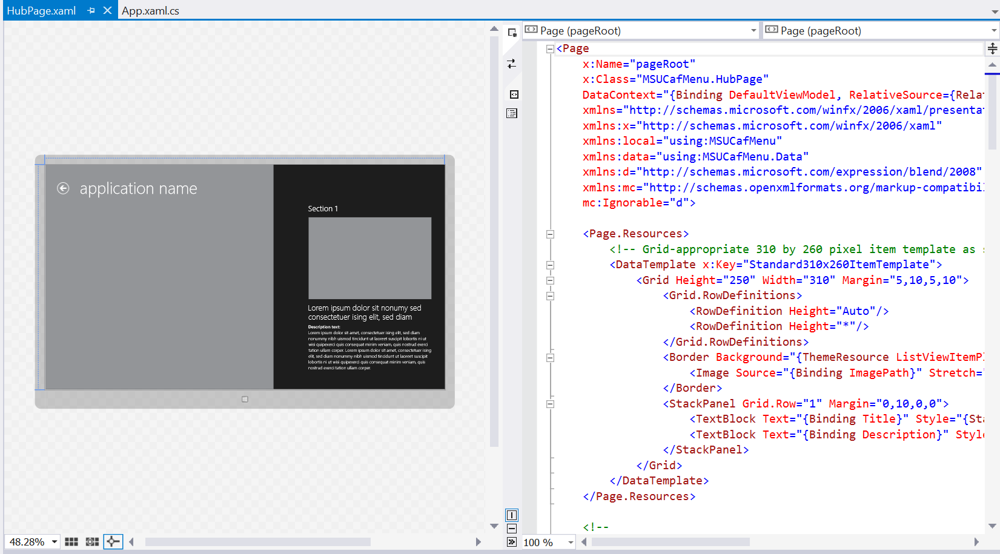 HubPage.xaml
App.xaml.cs
application name
Section 1
Lorem ipsum dolor sit nonumy sed
consectetuer ising elit, sed diam
Description text:
Lorem ipsum dolor sit amet, consectetuer ising elit, sed diam
nonummy nibh uismod tincidunt ut laoreet suscipit lobortis ni ut
wisi quipexerci quis consequat minim veniam, quis nostrud exerci
tation ullam corper. Lorem ipsum dolor sit amet, consectetuer ising
elit, sed diam nonummy nibh uismod tincidunt ut laoreet suscipit
lobortis ni ut wisi quipexerci quis consequat minim veniam, quis
nostrud exerci tation ullam corper.
48.28%
Page (pageRoot)
Page (pageRoot)
<Page
x:Name="pageRoot"
x:Class="MSUCafMenu.HubPage"
DataContext="{Binding DefaultViewModel, RelativeSource={Rela
xmlns="http://schemas.microsoft.com/winfx/2006/xaml/presenta
xmlns:x="http://schemas.microsoft.com/winfx/2006/xaml"
xmlns:local="using:MSUCafMenu"
xmlns:data="using:MSUCafMenu.Data"
xmlns:d="http://schemas.microsoft.com/expression/blend/2008"
xmlns:mc="http://schemas.openxmlformats.org/markup-compatibi
mc:Ignorable="d">
<Page.Resources>
<!-- Grid-appropriate 310 by 260 pixel item template as s
<DataTemplate x:Key="Standard310x260ItemTemplate">
<Grid Height="250" Width="310" Margin="5,10,5,10">
<Grid.RowDefinitions>
<RowDefinition Height="Auto"/>
<RowDefinition Height="*"/>
</Grid.RowDefinitions>
<Border Background="{ThemeResource ListViewItemPl
<Image Source="{Binding ImagePath}" Stretch="
</Border>
<StackPanel Grid.Row="1" Margin="0,10,0,0">
<TextBlock Text="{Binding Title}" Style="{Sta
<TextBlock Text="{Binding Description}" Style
</StackPanel>
</Grid>
</DataTemplate>
</Page.Resources>
<!--
100 %